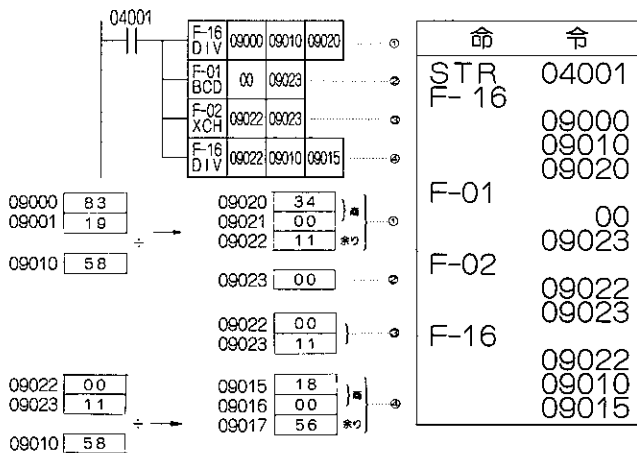 04001
F-16 DIV 09000 09010 09020 ①
F-01 BCD 00 09023 ②
F-02 XCH 09022 09023 ③
F-16 DIV 09022 09010 09015 ④
09000 83
09001 19
÷
09010 58
09020 34
09021 00
商
09022 11 余り
①
09023 00 ②
09022 00
09023 11
③
09022 00
09023 11
÷
09010 58
09015 18
09016 00
商
09017 56 余り
④
命 令
STR 04001
F-16
09000
09010
09020
F-01
00
09023
F-02
09022
09023
F-16
09022
09010
09015